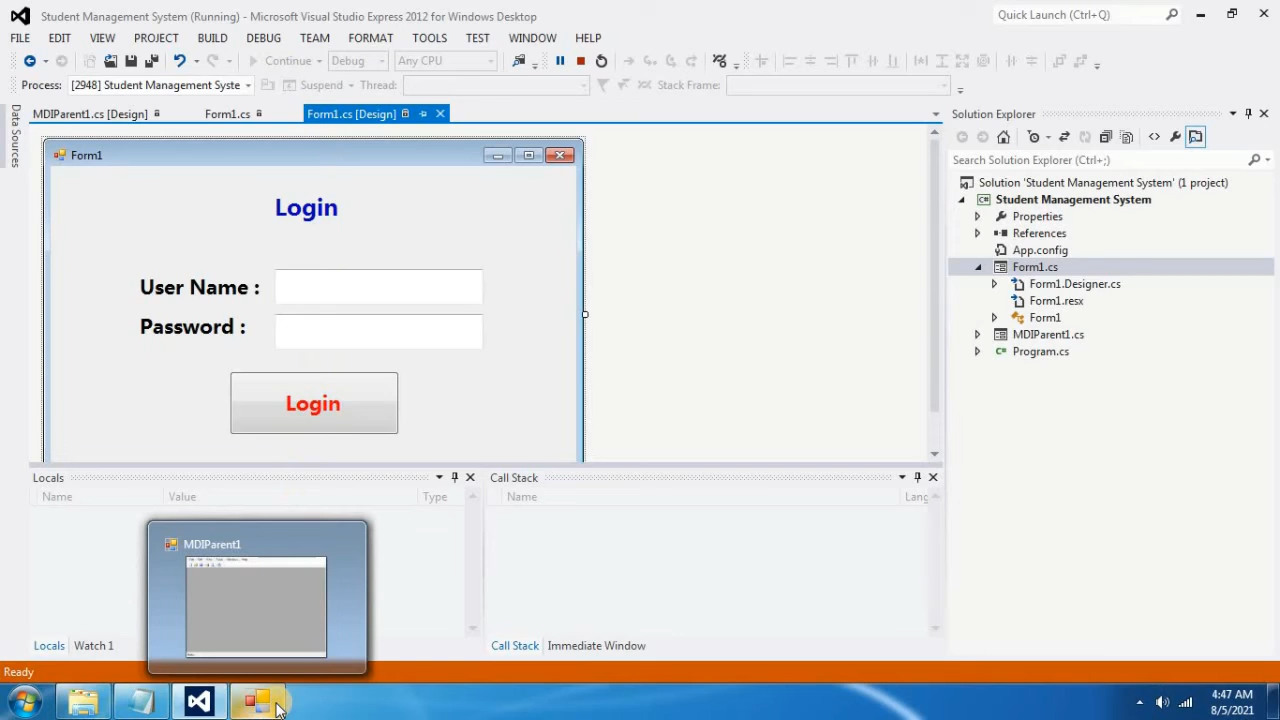 Student Management System (Running) - Microsoft Visual Studio Express 2012 for Windows Desktop
Quick Launch (Ctrl+Q)
FILE EDIT VIEW PROJECT BUILD DEBUG TEAM FORMAT TOOLS TEST WINDOW HELP
Continue Debug Any CPU
Process: [2948] Student Management Syste Suspend Thread: Stack Frame:
Data Sources
MDIParent1.cs [Design] Form1.cs Form1.cs [Design]
Form1
Login
User Name :
Password :
Login
Solution Explorer
Search Solution Explorer (Ctrl+;)
Solution 'Student Management System' (1 project)
Student Management System
Properties
References
App.config
Form1.cs
Form1.Designer.cs
Form1.resx
Form1
MDIParent1.cs
Program.cs
Locals
Name Value Type
Call Stack
Name Lang
MDIParent1
Locals Watch 1
Call Stack Immediate Window
Ready
4:47 AM
8/5/2021